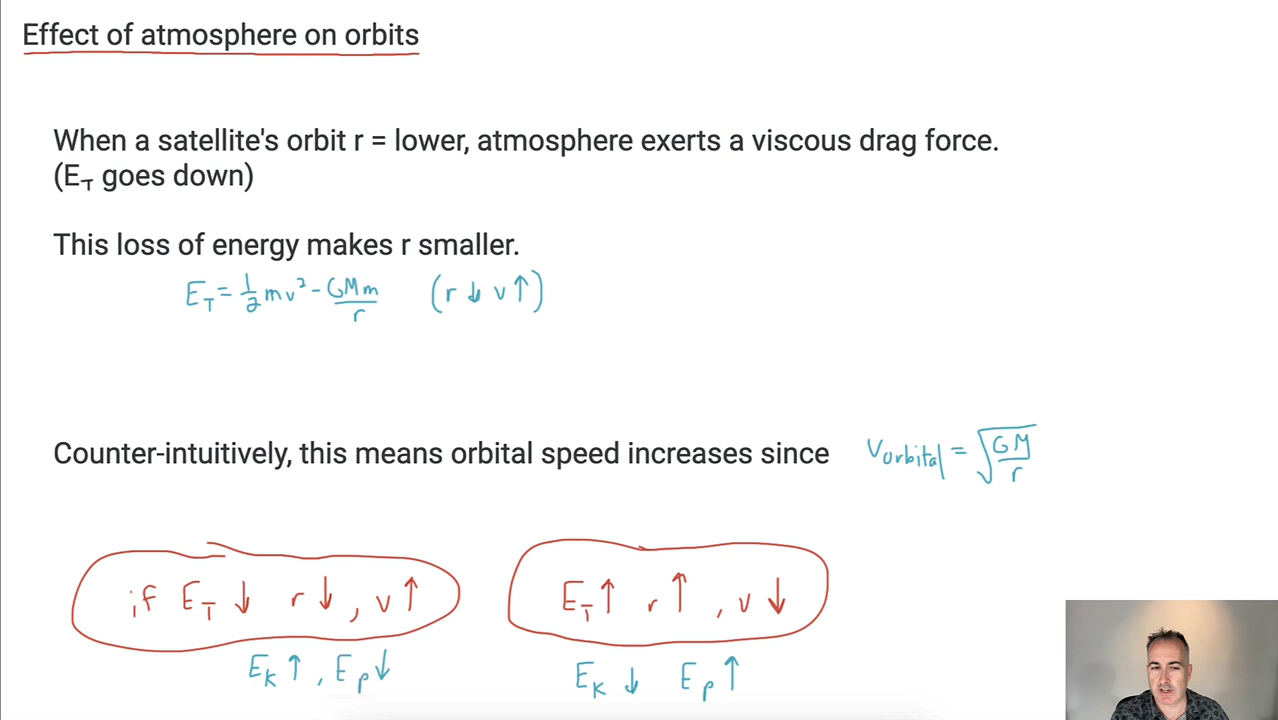 Effect of atmosphere on orbits
When a satellite's orbit r = lower, atmosphere exerts a viscous drag force.
(E_T goes down)
This loss of energy makes r smaller.
E_T = 1/2 mv² - GMm/r (r ↓ v ↑)
Counter-intuitively, this means orbital speed increases since v_orbital = √(GM/r)
if E_T ↓ r ↓, v ↑ E_T ↑ r ↑, v ↓
E_K ↑, E_P ↓ E_K ↓ E_P ↑